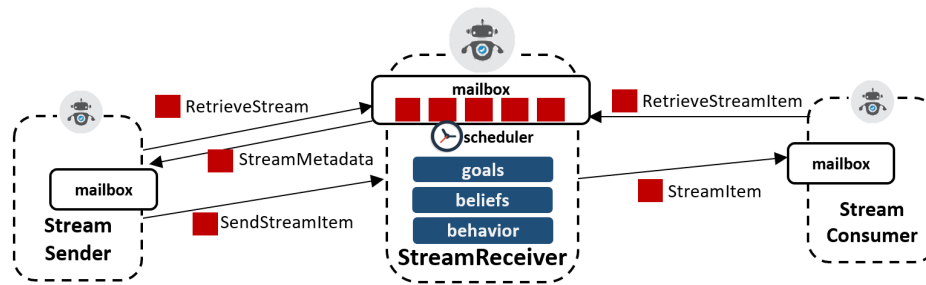 mailbox
RetrieveStream
RetrieveStreamItem
scheduler
StreamMetadata
goals
mailbox
mailbox
beliefs
StreamItem
SendStreamItem
behavior
Stream
Sender
StreamReceiver
Stream
Consumer